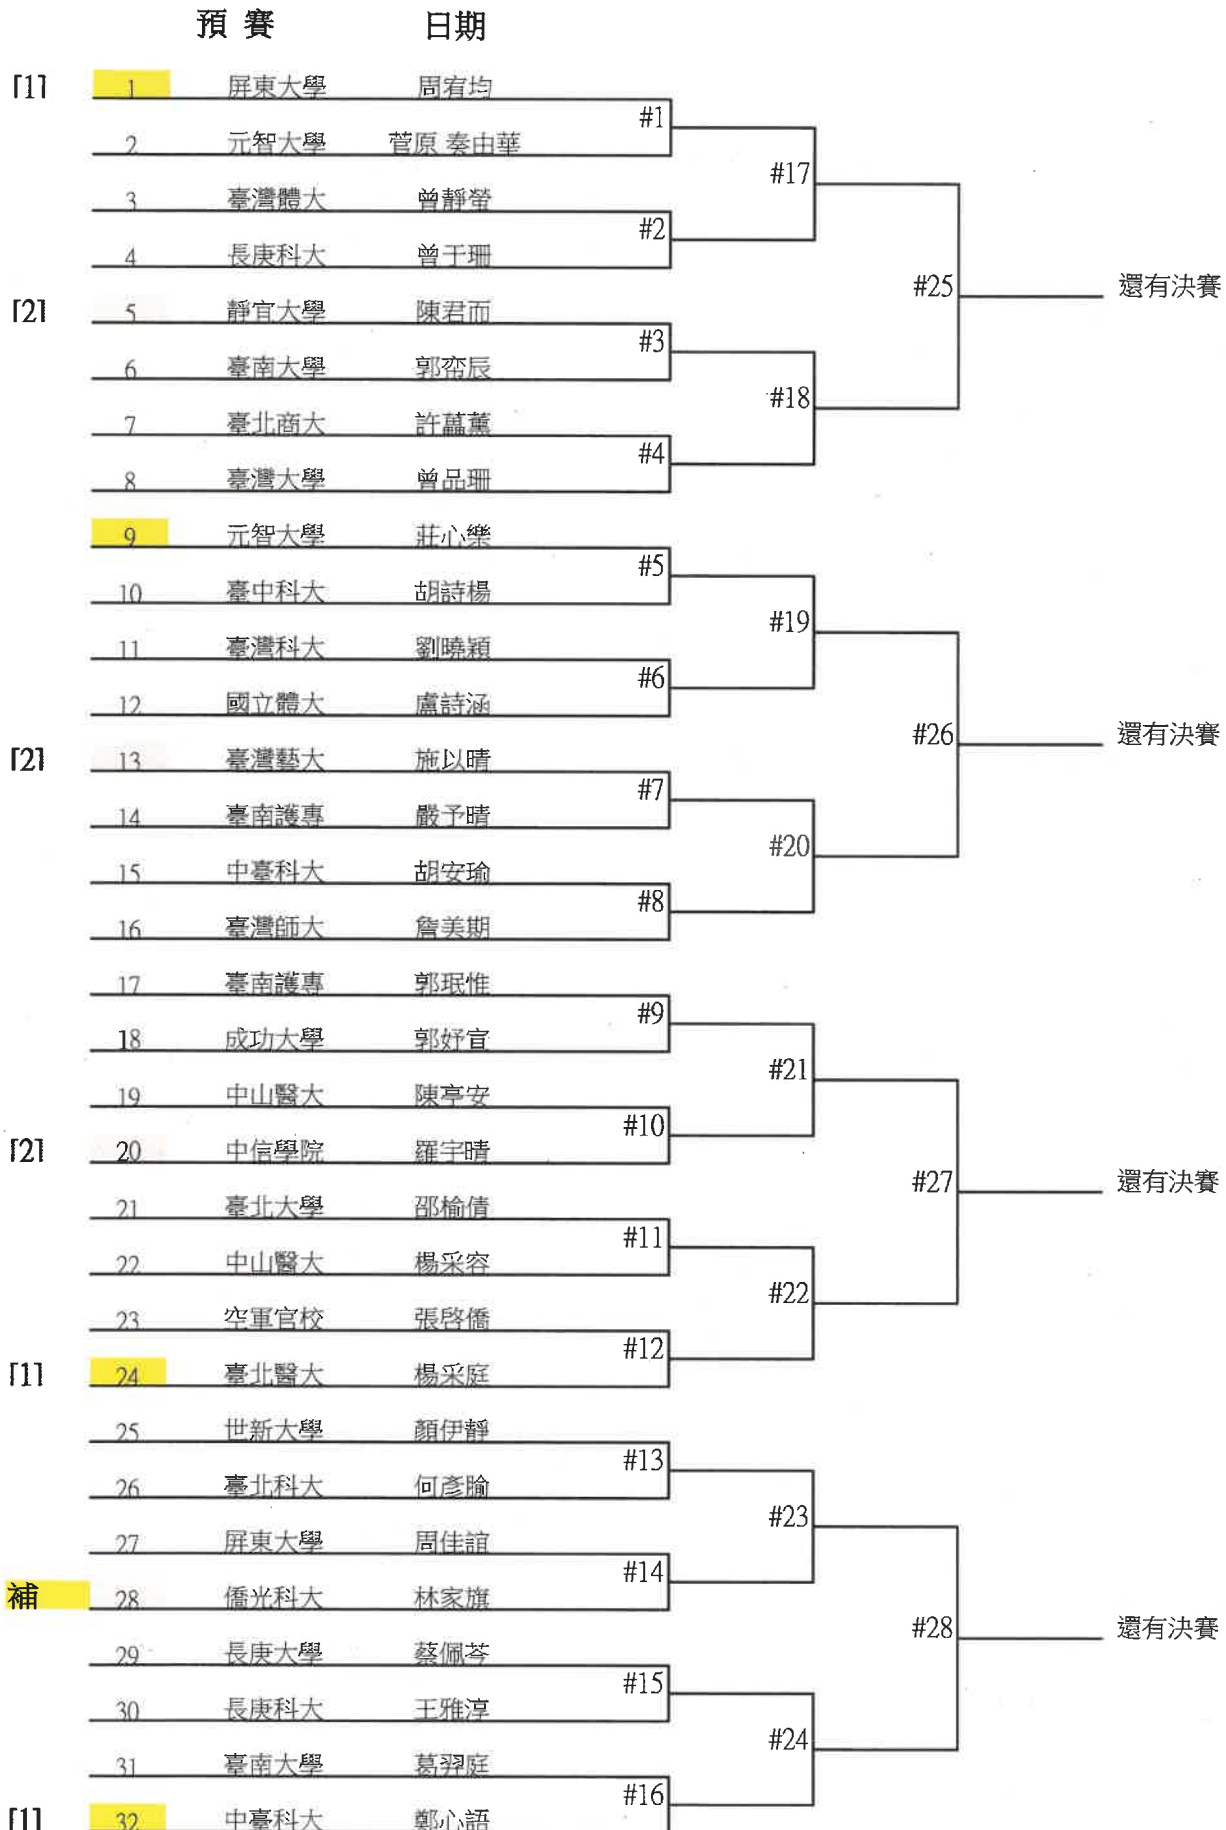 預 賽 日期
[1] 1 屏東大學 周宥均
#1
2 元智大學 菅原 奏由華
#17
3 臺灣體大 曾靜螢
#2
4 長庚科大 曾于珊
#25 還有決賽
[2] 5 靜宜大學 陳君而
#3
6 臺南大學 郭帟辰
#18
7 臺北商大 許藟薰
#4
8 臺灣大學 曾品珊
9 元智大學 莊心樂
#5
10 臺中科大 胡詩楊
#19
11 臺灣科大 劉曉穎
#6
12 國立體大 盧詩涵
#26 還有決賽
[2] 13 臺灣藝大 施以晴
#7
14 臺南護專 嚴予晴
#20
15 中臺科大 胡安瑜
#8
16 臺灣師大 詹美期
17 臺南護專 郭珉惟
#9
18 成功大學 郭妤宣
#21
19 中山醫大 陳亭安
#10
[2] 20 中信學院 羅宇晴
#27 還有決賽
21 臺北大學 邵榆倩
#11
22 中山醫大 楊采容
#22
23 空軍官校 張啓僑
#12
[1] 24 臺北醫大 楊采庭
25 世新大學 顏伊靜
#13
26 臺北科大 何彥腧
#23
27 屏東大學 周佳誼
#14
補 28 僑光科大 林家旗
#28 還有決賽
29 長庚大學 蔡佩芩
#15
30 長庚科大 王雅淳
#24
31 臺南大學 葛羿庭
#16
[1] 32 中臺科大 鄭心語